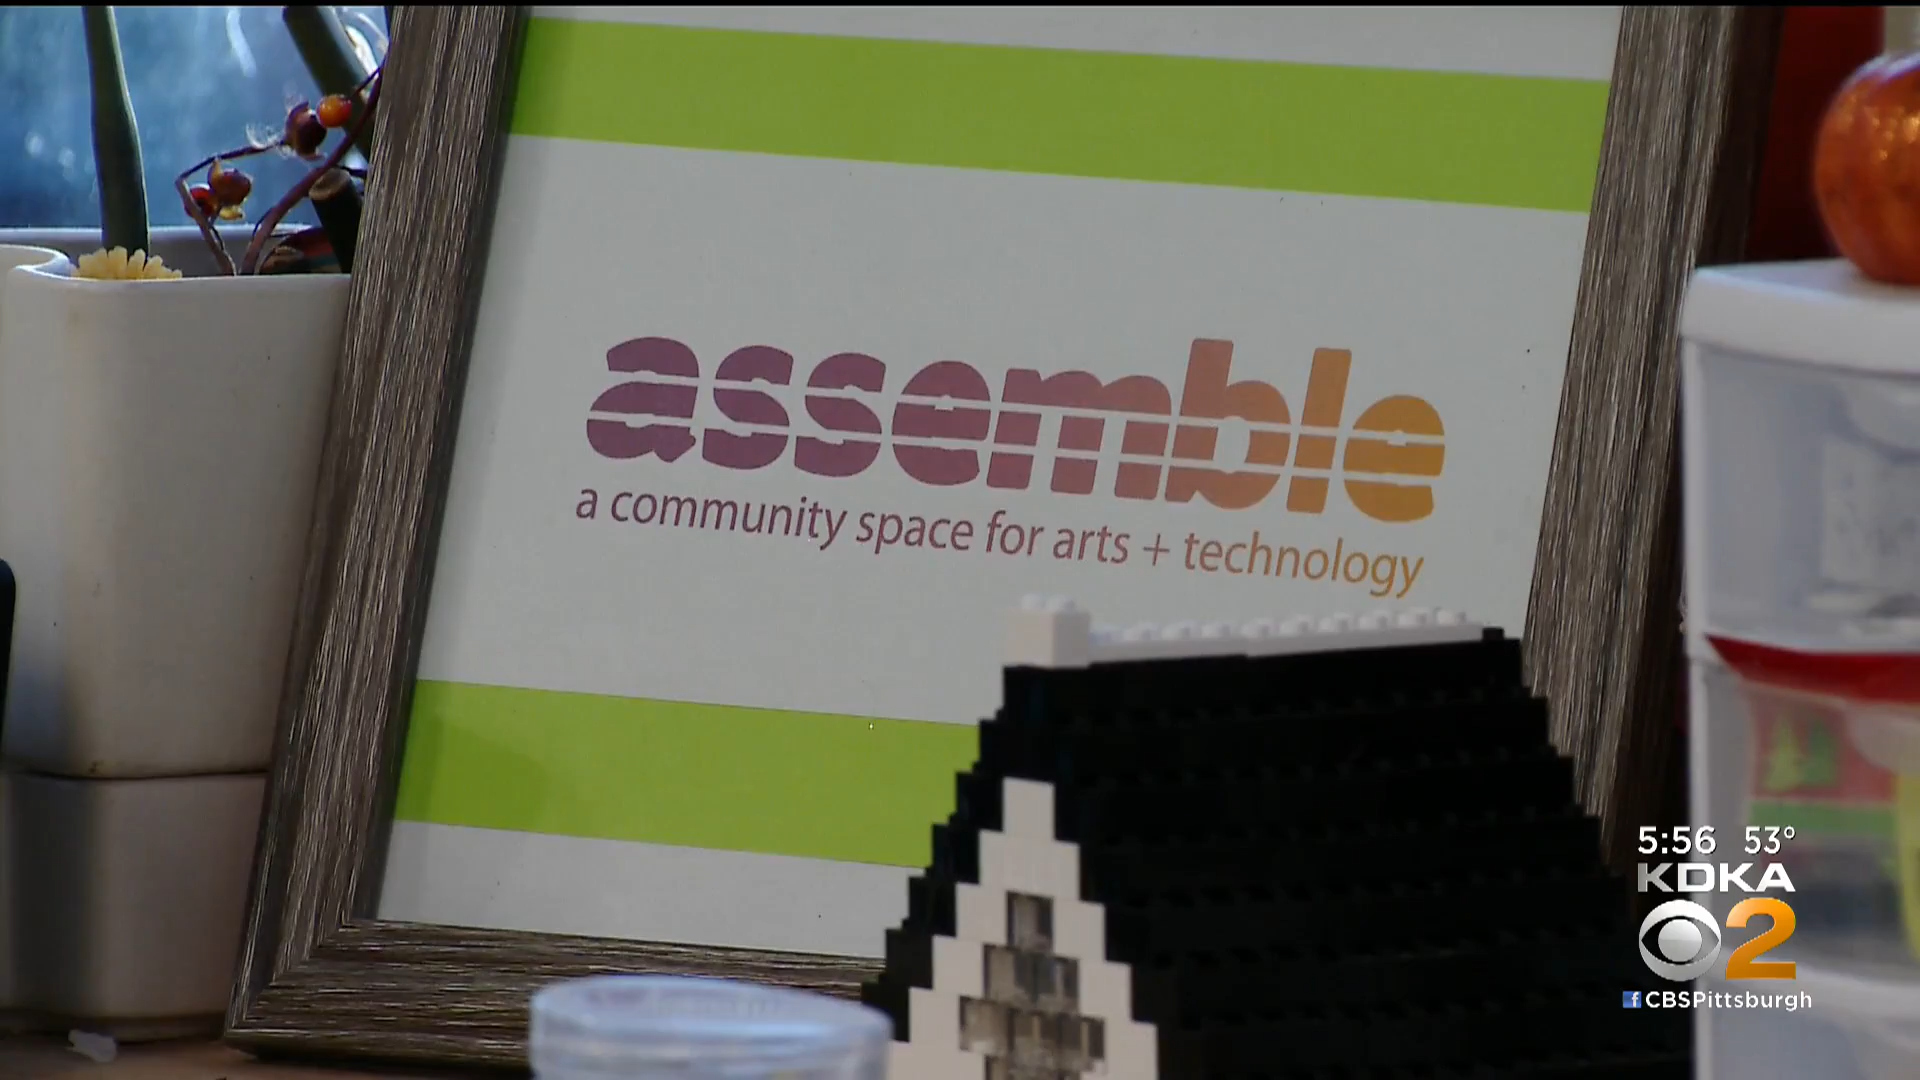 assemble
a community space for arts + technology
5:56 53°
KDKA
2
CBSPittsburgh